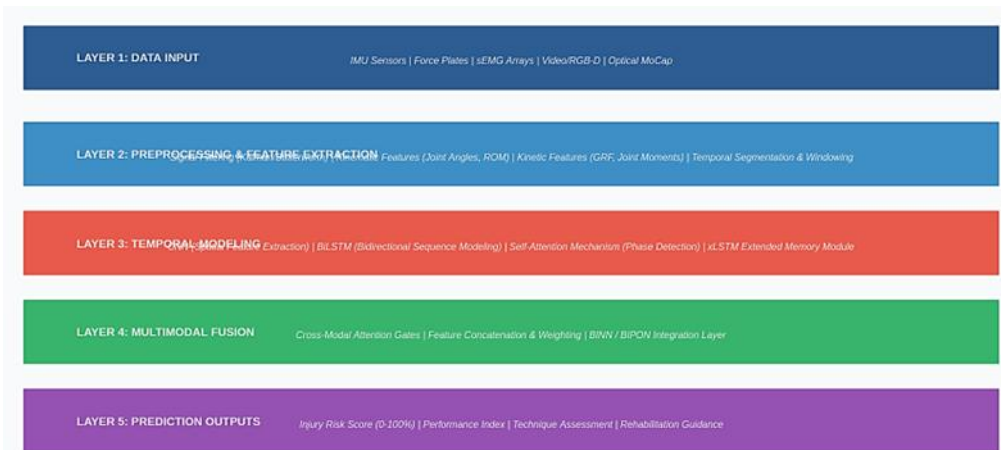 LAYER 1: DATA INPUT
IMU Sensors | Force Plates | sEMG Arrays | Video/RGB-D | Optical MoCap
LAYER 2: PREPROCESSING & FEATURE EXTRACTION
Features (Joint Angles, ROM) | Kinetic Features (GRF, Joint Moments) | Temporal Segmentation & Windowing
LAYER 3: TEMPORAL MODELING
Extraction) | BiLSTM (Bidirectional Sequence Modeling) | Self-Attention Mechanism (Phase Detection) | xLSTM Extended Memory Module
LAYER 4: MULTIMODAL FUSION
Cross-Modal Attention Gates | Feature Concatenation & Weighting | BINN / BIPON Integration Layer
LAYER 5: PREDICTION OUTPUTS
Injury Risk Score (0-100%) | Performance Index | Technique Assessment | Rehabilitation Guidance